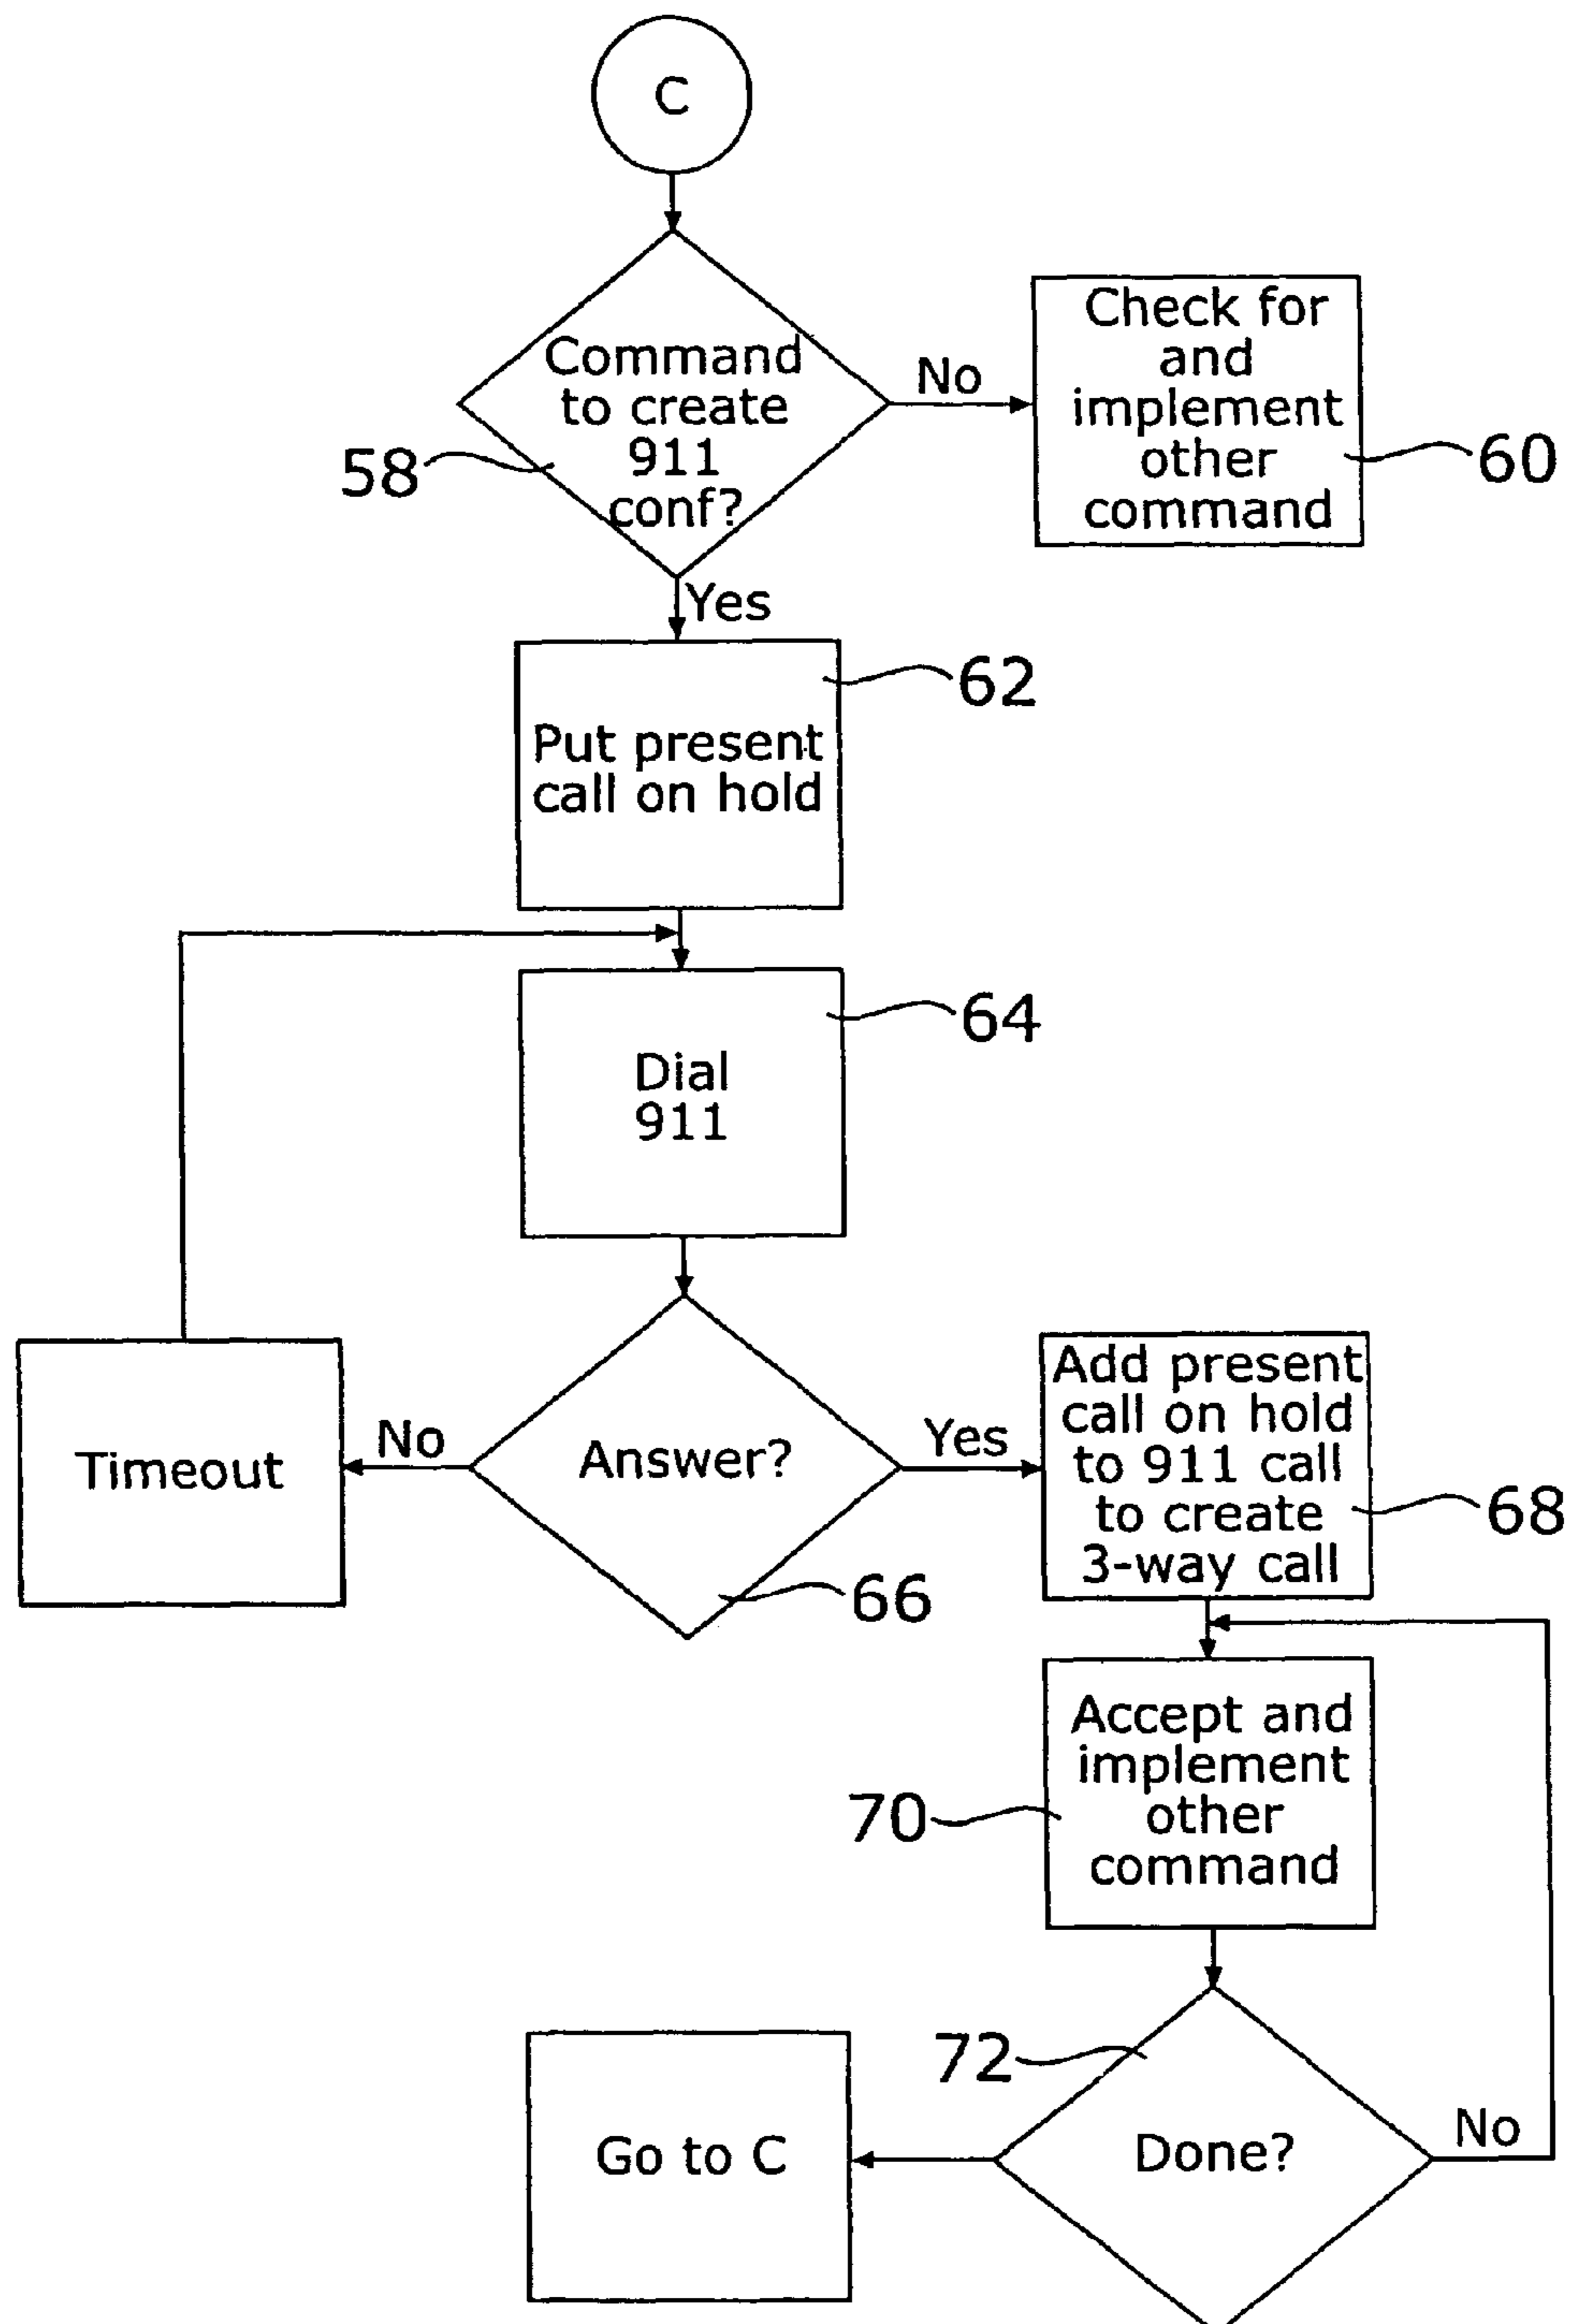 C
Command
to create
911
conf?
58
No
Check for
and
implement
other
command
60
Yes
62
Put present
call on hold
64
Dial
911
Timeout
No
Answer?
Yes
66
Add present
call on hold
to 911 call
to create
3-way call
68
Accept and
implement
other
command
70
72
Done?
No
Go to C